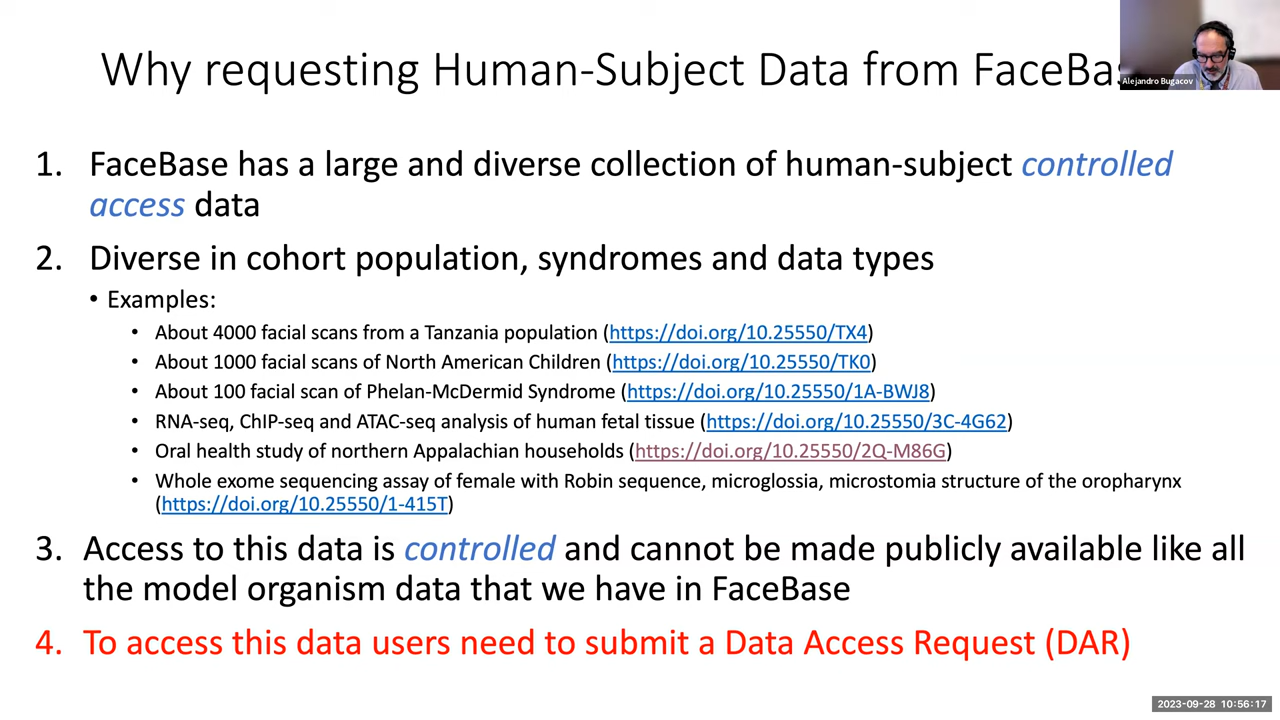 Why requesting Human-Subject Data from FaceBas
Alejandro Bugacov
1. FaceBase has a large and diverse collection of human-subject controlled
access data
2. Diverse in cohort population, syndromes and data types
• Examples:
• About 4000 facial scans from a Tanzania population (https://doi.org/10.25550/TX4)
• About 1000 facial scans of North American Children (https://doi.org/10.25550/TK0)
• About 100 facial scan of Phelan-McDermid Syndrome (https://doi.org/10.25550/1A-BWJ8)
• RNA-seq, ChIP-seq and ATAC-seq analysis of human fetal tissue (https://doi.org/10.25550/3C-4G62)
• Oral health study of northern Appalachian households (https://doi.org/10.25550/2Q-M86G)
• Whole exome sequencing assay of female with Robin sequence, microglossia, microstomia structure of the oropharynx
(https://doi.org/10.25550/1-415T)
3. Access to this data is controlled and cannot be made publicly available like all
the model organism data that we have in FaceBase
4. To access this data users need to submit a Data Access Request (DAR)
2023-09-28 10:56:17